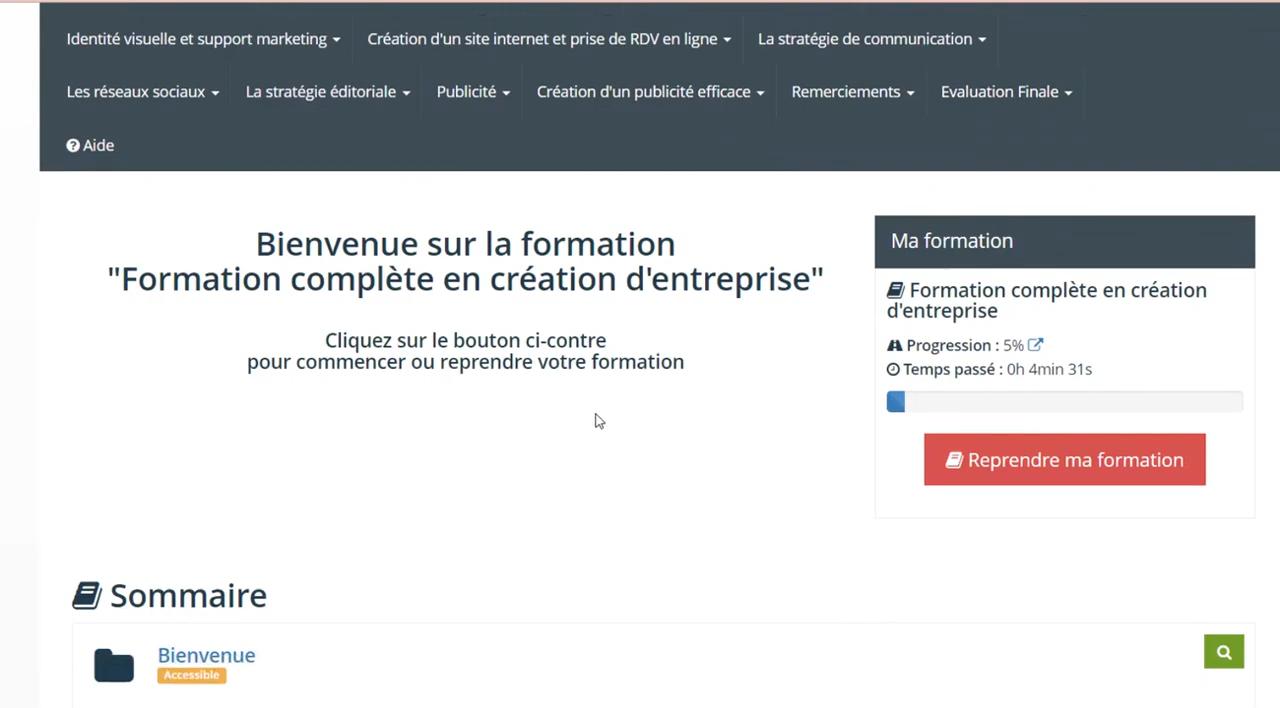 Identité visuelle et support marketing
Création d'un site internet et prise de RDV en ligne
La stratégie de communication
Les réseaux sociaux
La stratégie éditoriale
Publicité
Création d'un publicité efficace
Remerciements
Evaluation Finale
Aide
Bienvenue sur la formation
"Formation complète en création d'entreprise"
Cliquez sur le bouton ci-contre
pour commencer ou reprendre votre formation
Ma formation
Formation complète en création
d'entreprise
Progression : 5%
Temps passé : 0h 4min 31s
Reprendre ma formation
Sommaire
Bienvenue
Accessible